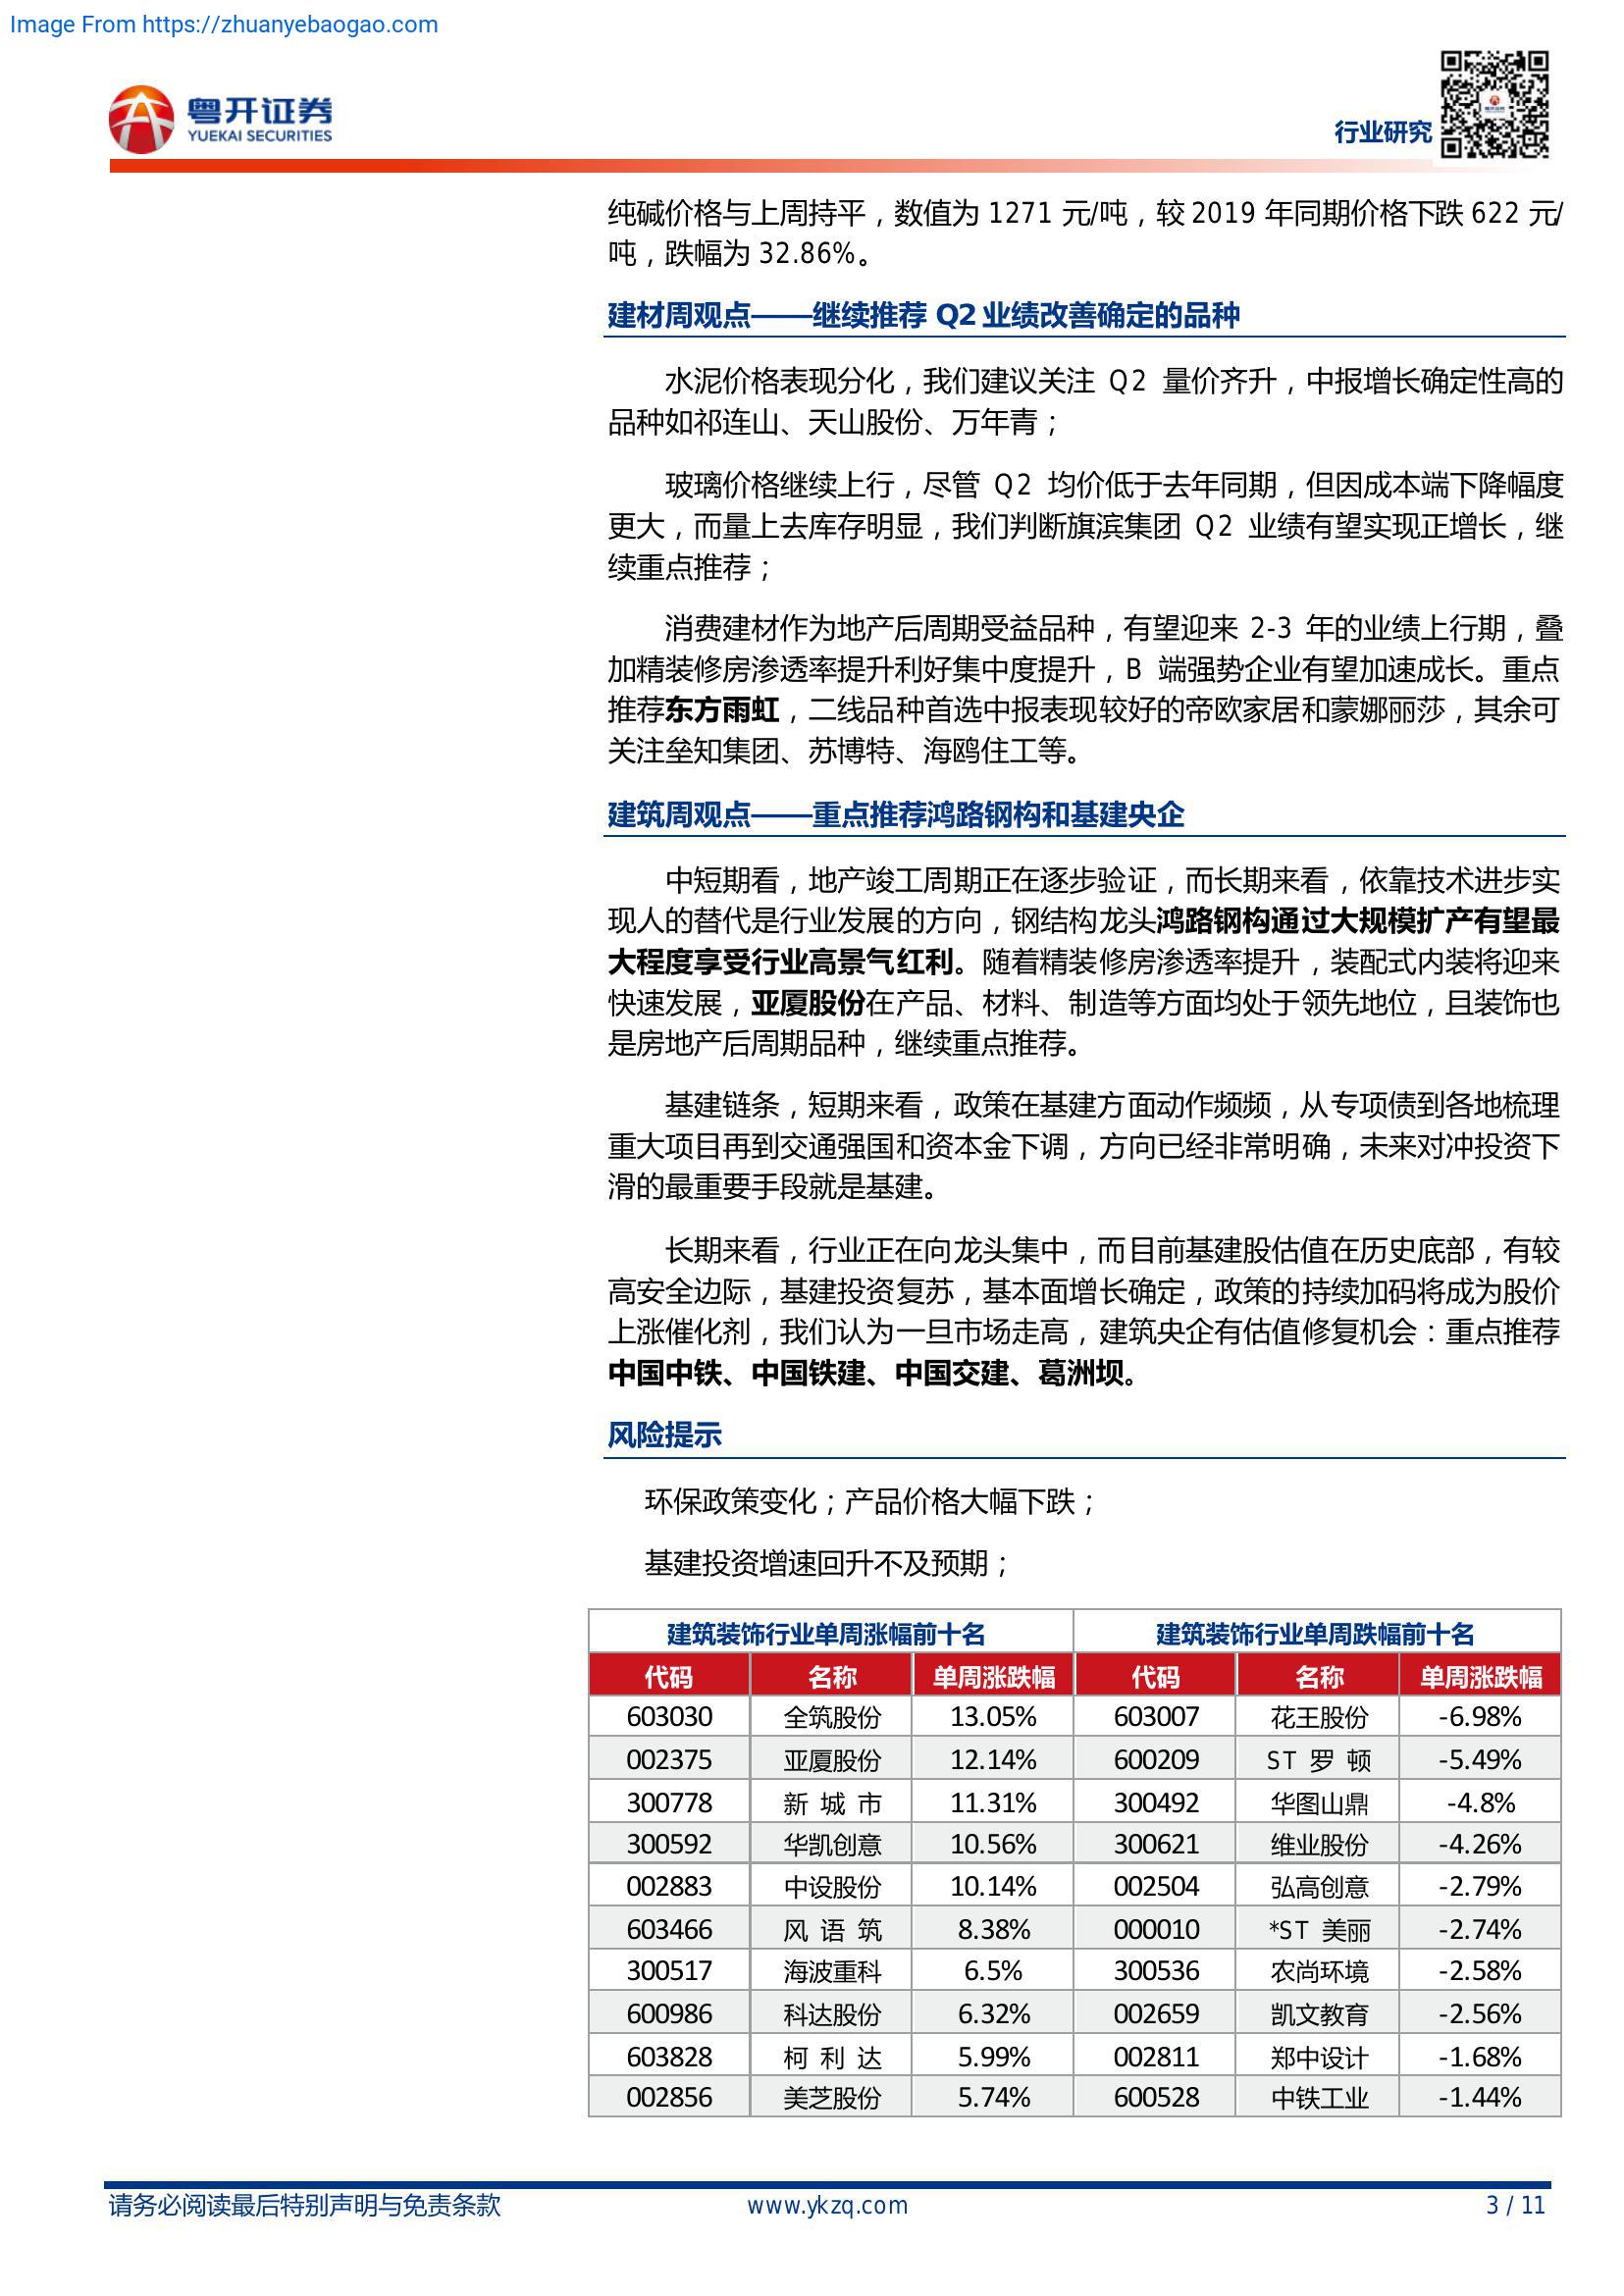 Image From https://zhuanyebaogao.com
粤开证券
YUEKAI SECURITIES
行业研究
纯碱价格与上周持平，数值为 1271 元/吨，较 2019 年同期价格下跌 622 元/
吨，跌幅为 32.86%。
建材周观点——继续推荐 Q2 业绩改善确定的品种
水泥价格表现分化，我们建议关注 Q2 量价齐升，中报增长确定性高的
品种如祁连山、天山股份、万年青；
玻璃价格继续上行，尽管 Q2 均价低于去年同期，但因成本端下降幅度
更大，而量上去库存明显，我们判断旗滨集团 Q2 业绩有望实现正增长，继
续重点推荐；
消费建材作为地产后周期受益品种，有望迎来 2-3 年的业绩上行期，叠
加精装修房渗透率提升利好集中度提升，B 端强势企业有望加速成长。重点
推荐东方雨虹，二线品种首选中报表现较好的帝欧家居和蒙娜丽莎，其余可
关注垒知集团、苏博特、海鸥住工等。
建筑周观点——重点推荐鸿路钢构和基建央企
中短期看，地产竣工周期正在逐步验证，而长期来看，依靠技术进步实
现人的替代是行业发展的方向，钢结构龙头鸿路钢构通过大规模扩产有望最
大程度享受行业高景气红利。随着精装修房渗透率提升，装配式内装将迎来
快速发展，亚厦股份在产品、材料、制造等方面均处于领先地位，且装饰也
是房地产后周期品种，继续重点推荐。
基建链条，短期来看，政策在基建方面动作频频，从专项债到各地梳理
重大项目再到交通强国和资本金下调，方向已经非常明确，未来对冲投资下
滑的最重要手段就是基建。
长期来看，行业正在向龙头集中，而目前基建股估值在历史底部，有较
高安全边际，基建投资复苏，基本面增长确定，政策的持续加码将成为股价
上涨催化剂，我们认为一旦市场走高，建筑央企有估值修复机会：重点推荐
中国中铁、中国铁建、中国交建、葛洲坝。
风险提示
环保政策变化；产品价格大幅下跌；
基建投资增速回升不及预期；
建筑装饰行业单周涨幅前十名 建筑装饰行业单周跌幅前十名
代码 名称 单周涨跌幅 代码 名称 单周涨跌幅
603030 全筑股份 13.05% 603007 花王股份 -6.98%
002375 亚厦股份 12.14% 600209 ST 罗 顿 -5.49%
300778 新 城 市 11.31% 300492 华图山鼎 -4.8%
300592 华凯创意 10.56% 300621 维业股份 -4.26%
002883 中设股份 10.14% 002504 弘高创意 -2.79%
603466 风 语 筑 8.38% 000010 *ST 美丽 -2.74%
300517 海波重科 6.5% 300536 农尚环境 -2.58%
600986 科达股份 6.32% 002659 凯文教育 -2.56%
603828 柯 利 达 5.99% 002811 郑中设计 -1.68%
002856 美芝股份 5.74% 600528 中铁工业 -1.44%
请务必阅读最后特别声明与免责条款 www.ykzq.com 3 / 11